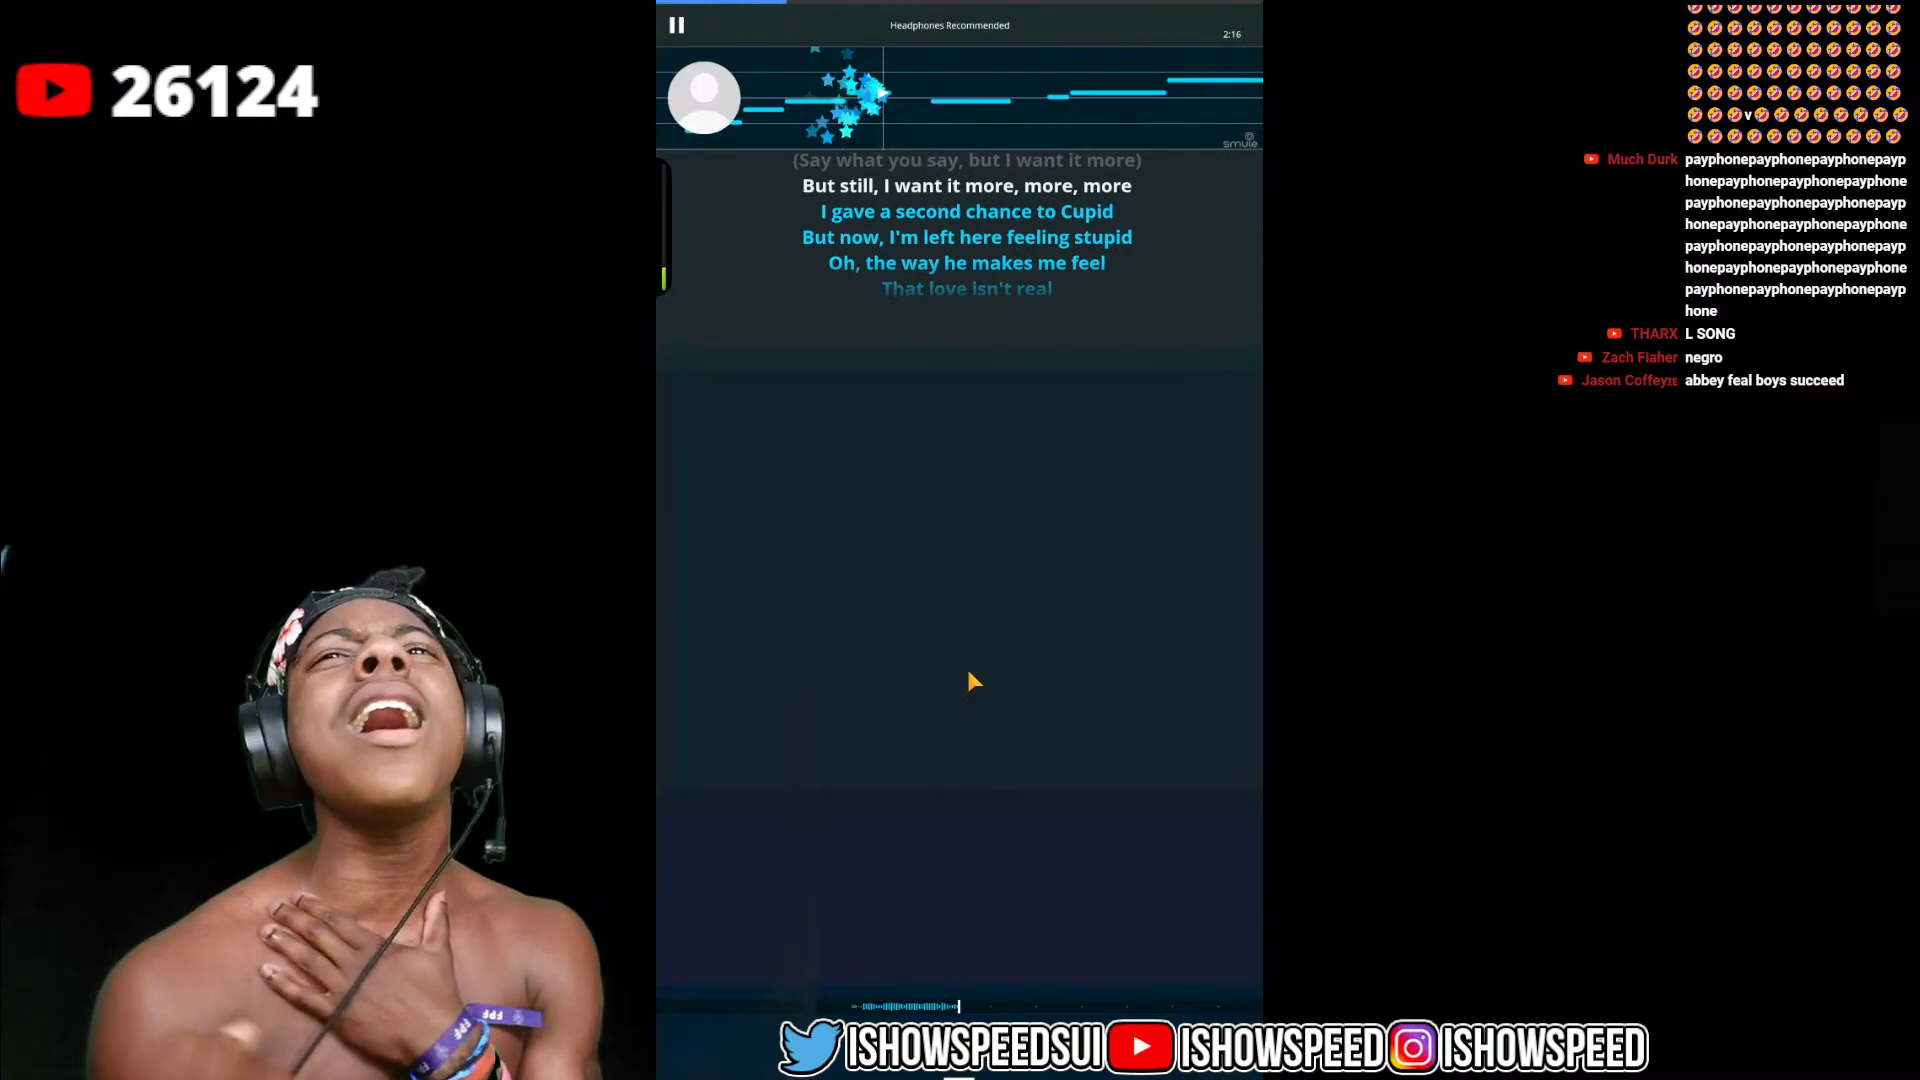 26124
Headphones Recommended
2:16
smule
(Say what you say, but I want it more)
But still, I want it more, more, more
I gave a second chance to Cupid
But now, I'm left here feeling stupid
Oh, the way he makes me feel
That love isn't real
v
Much Durk payphonepayphonepayphonepayp
honepayphonepayphonepayphone
payphonepayphonepayphonepayp
honepayphonepayphonepayphone
payphonepayphonepayphonepayp
honepayphonepayphonepayphone
payphonepayphonepayphonepayp
hone
THARX L SONG
Zach Fiaher negro
Jason Coffeyɪᴇ abbey feal boys succeed
FPF
FPF
ISHOWSPEEDSUI ISHOWSPEED ISHOWSPEED